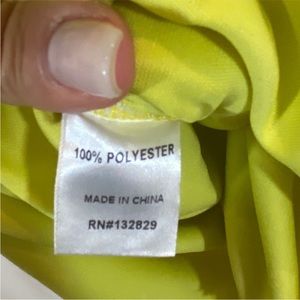 100% POLYESTER
MADE IN CHINA
RN#132829